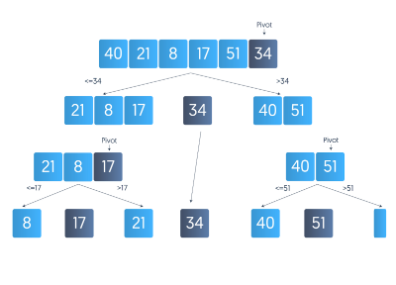 Pivot
40 21 8 17 51 34
<=34 >34
21 8 17 34 40 51
Pivot Pivot
21 8 17 40 51
<=17 >17 <=51 >51
8 17 21 34 40 51